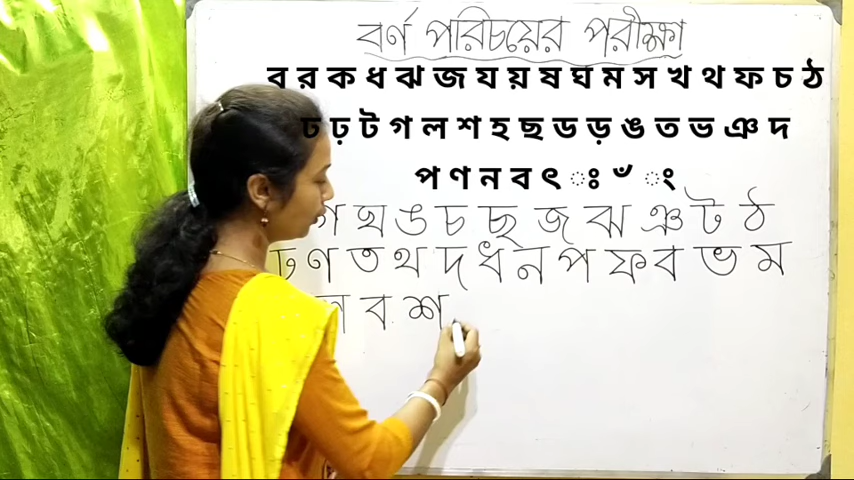 বর্ণ পরিচয়ের পরীক্ষা
ব র ক ধ ঝ জ য য় ষ ঘ ম স খ থ ফ চ ঠ
ঢ ঢ় ট গ ল শ হ ছ ড ড় ঙ ত ভ ঞ দ
প ণ ন ব ৎ ঃ ঁ ং
গ ঘ ঙ চ ছ জ ঝ ঞ ট ঠ
ঢ ণ ত থ দ ধ ন প ফ ব ভ ম
ল ব শ